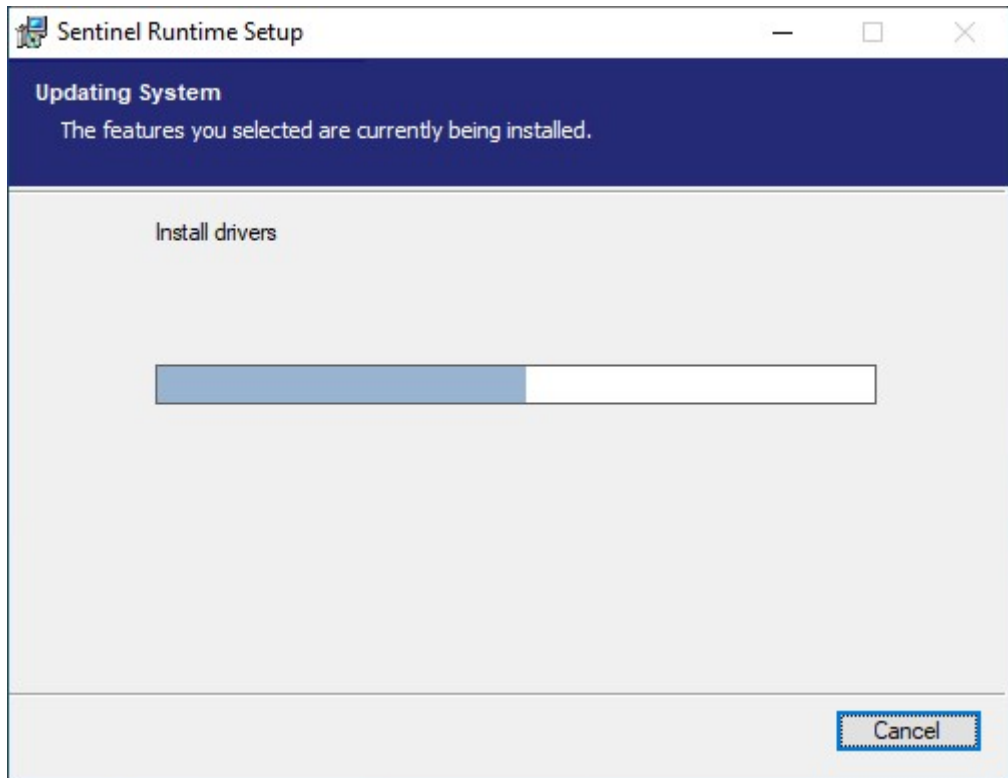 Sentinel Runtime Setup
Updating System
The features you selected are currently being installed.
Install drivers
Cancel